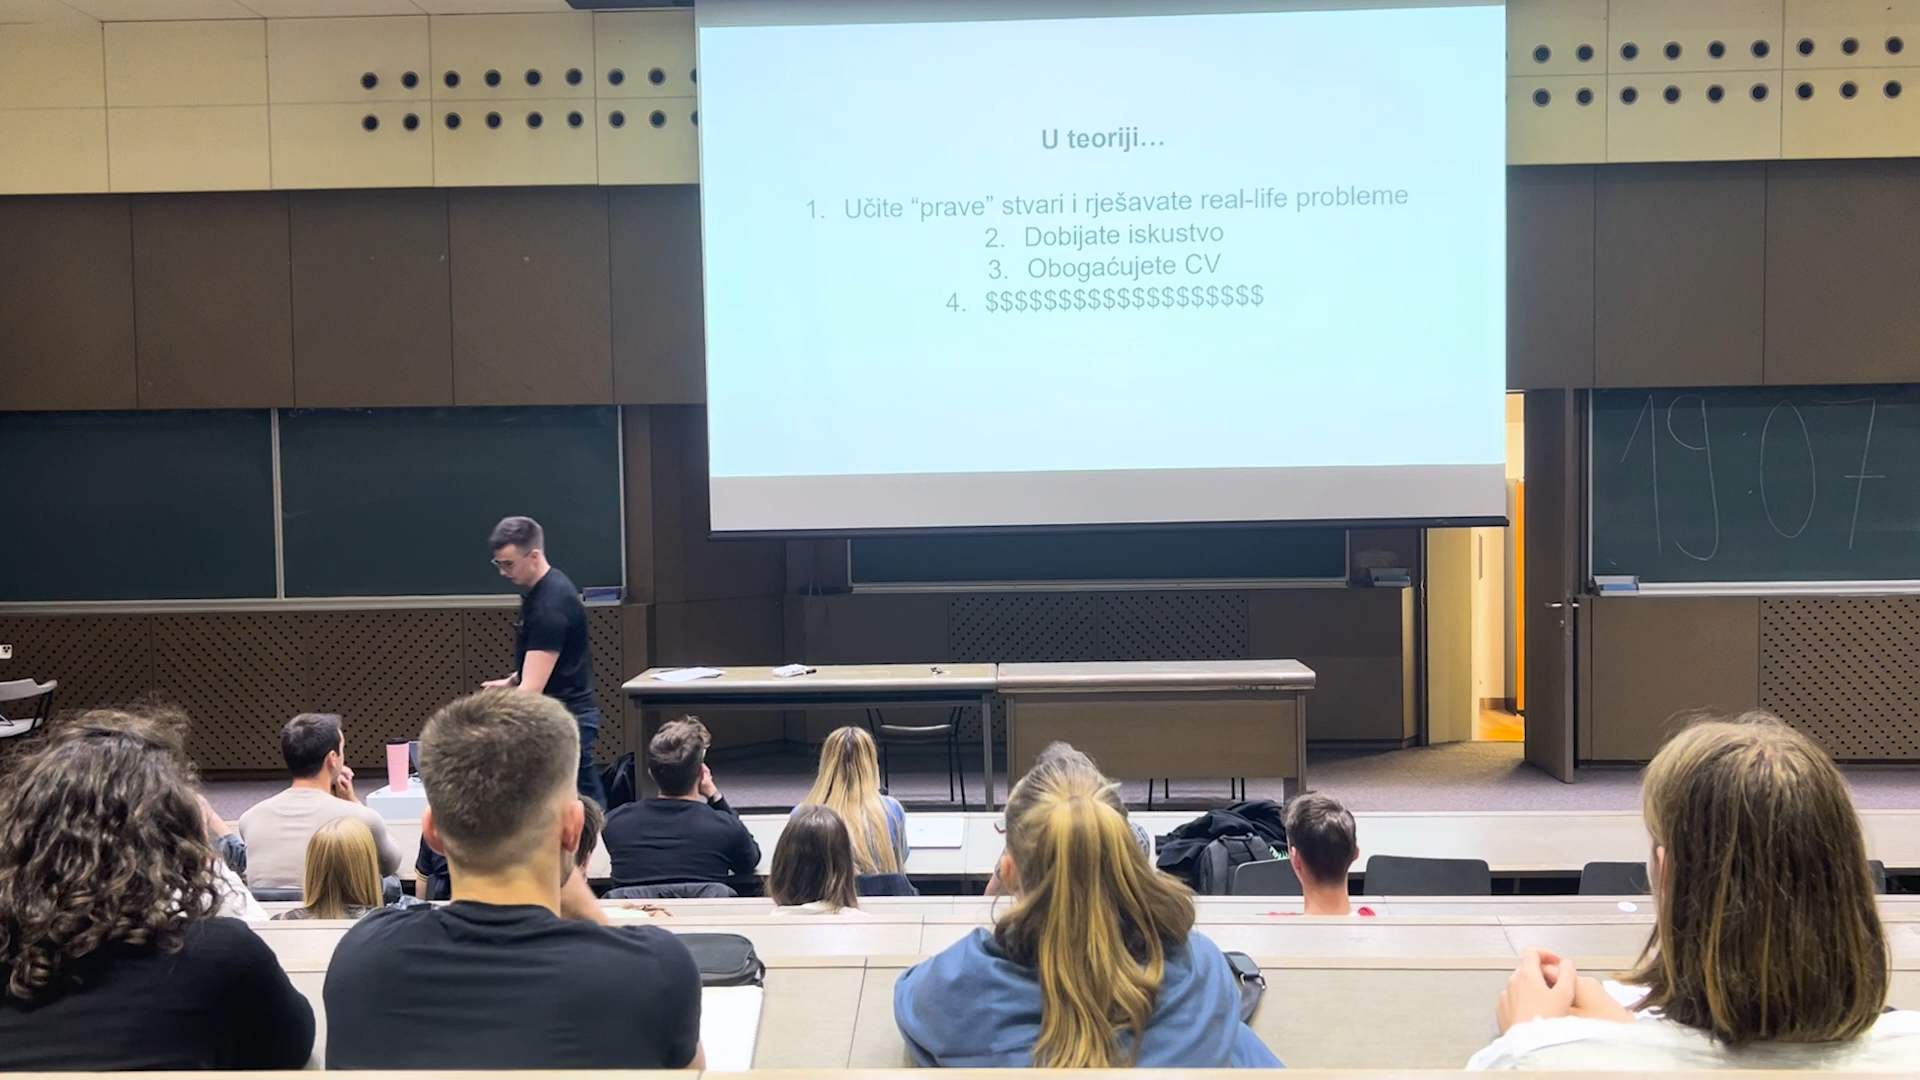 U teoriji...
1. Učite “prave” stvari i rješavate real-life probleme
2. Dobijate iskustvo
3. Obogaćujete CV
4. $$$$$$$$$$$$$$$$$$$
19:07